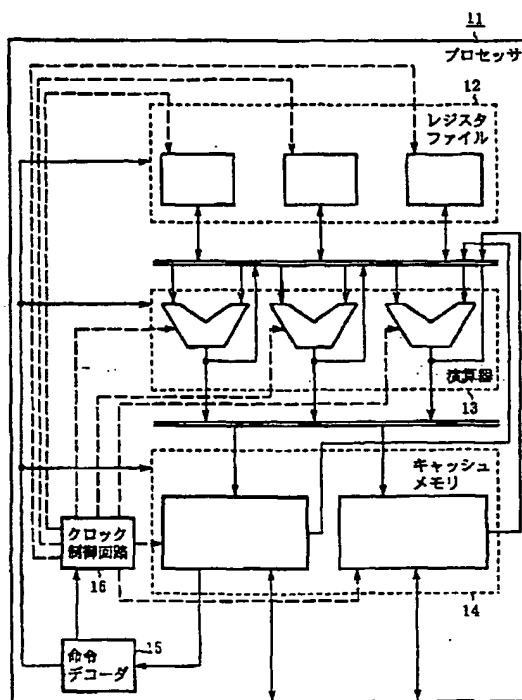 11
プロセッサ
12
レジスタ
ファイル
演算器
13
キャッシュ
メモリ
クロック
制御回路
16
14
15
命令
デコーダ